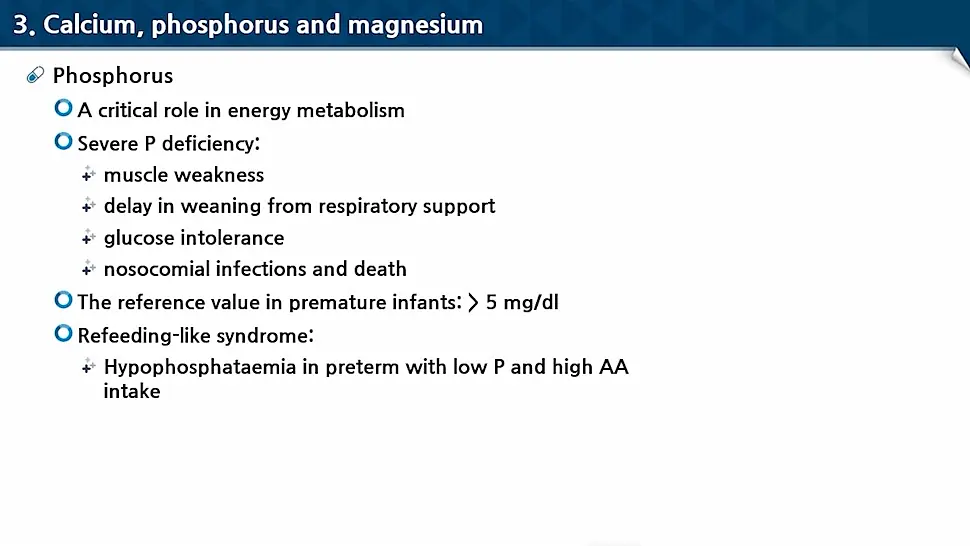 3. Calcium, phosphorus and magnesium
Phosphorus
A critical role in energy metabolism
Severe P deficiency:
muscle weakness
delay in weaning from respiratory support
glucose intolerance
nosocomial infections and death
The reference value in premature infants: > 5 mg/dl
Refeeding-like syndrome:
Hypophosphataemia in preterm with low P and high AA
intake